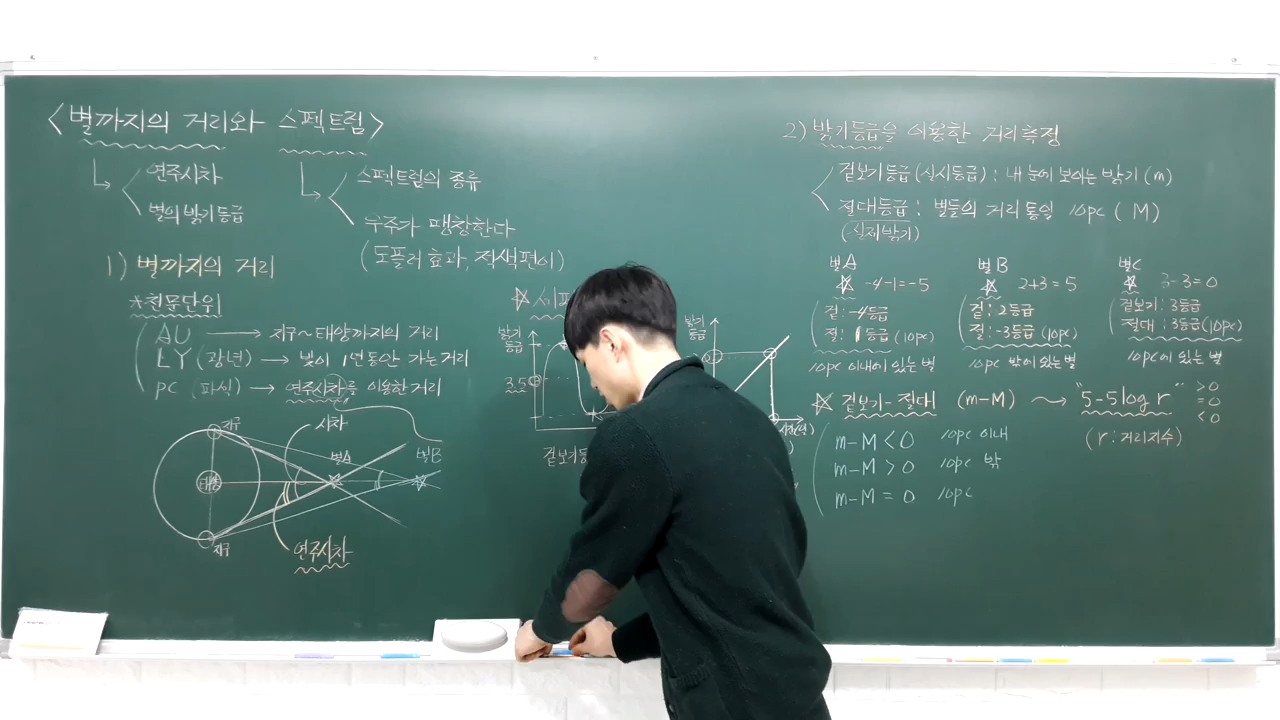 <별까지의 거리와 스펙트럼>
연주시차
별의 밝기 등급
스펙트럼의 종류
우주가 팽창한다
(도플러 효과, 적색편이)
1) 별까지의 거리
*천문단위
AU → 지구~태양까지의 거리
LY (광년) → 빛이 1년동안 가는 거리
pc (파섹) → 연주시차를 이용한 거리
지구
시차
별A
별B
태양
지구
연주시차
☆세페
밝기
등급
3.5
겉보기등
밝기
등급
2) 밝기등급을 이용한 거리측정
겉보기등급(실시등급) : 내 눈에 보이는 밝기 (m)
절대등급 : 별들의 거리 통일 10pc ( M )
(실제밝기)
별A
☆ -4-1=-5
겉: -4등급
절: 1등급 (10pc)
10pc 이내에 있는 별
별B
☆ 2+3=5
겉: 2등급
절: -3등급 (10pc)
10pc 밖에 있는 별
별C
☆ 3-3=0
겉보기: 3등급
절대 : 3등급(10pc)
10pc에 있는 별
☆ 겉보기-절대 (m-M) → "5-5log r" >0 =0 <0
(r:거리지수)
m-M<0 10pc 이내
m-M>0 10pc 밖
m-M=0 10pc